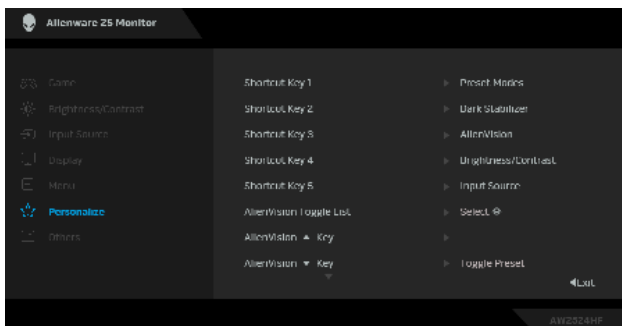 Alienware 25 Monitor
Game
Brightness/Contrast
Input Source
Display
Menu
Personalize
Others
Shortcut Key 1 Preset Modes
Shortcut Key 2 Dark Stabilizer
Shortcut Key 3 AlienVision
Shortcut Key 4 Brightness/Contrast
Shortcut Key 5 Input Source
AlienVision Toggle List Select
AlienVision ▲ Key
AlienVision ▼ Key Toggle Preset
Exit
AW2524HF